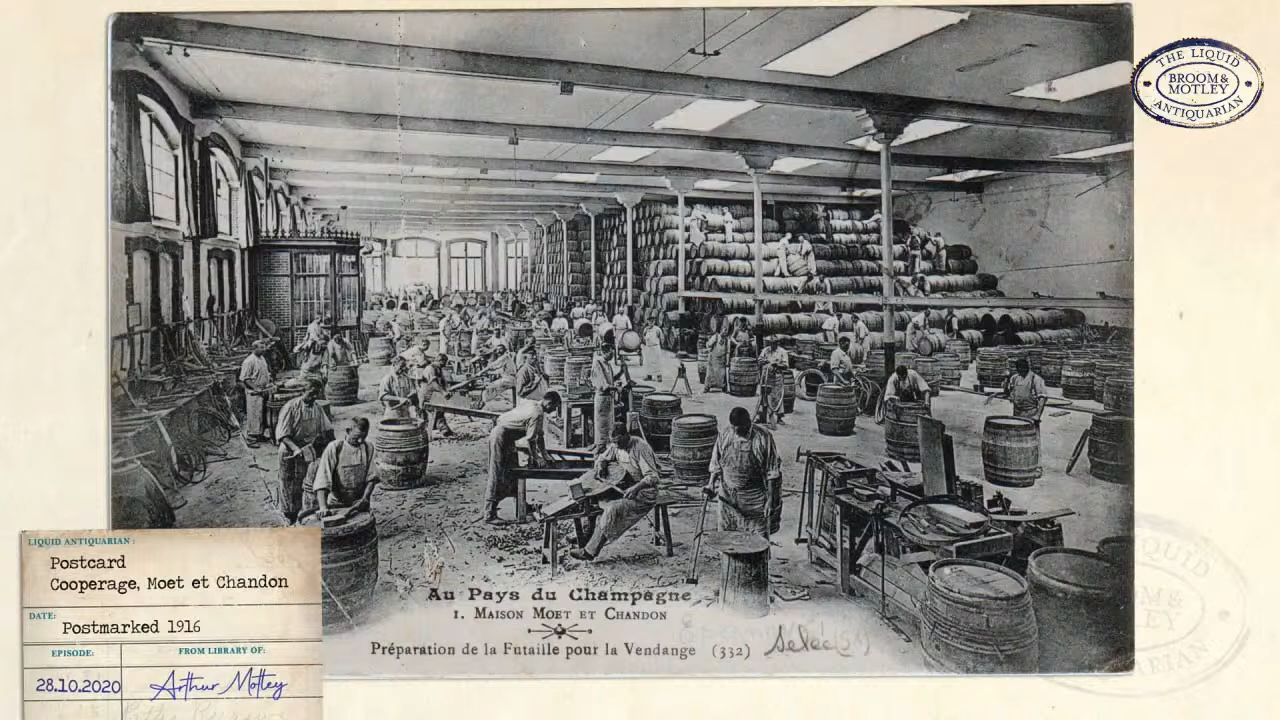 THE LIQUID
BROOM&
MOTLEY
ANTIQUARIAN
Au Pays du Champagne
1. MAISON MOET ET CHANDON
Préparation de la Futaille pour la Vendange (332)
LIQUID ANTIQUARIAN:
Postcard
Cooperage, Moet et Chandon
DATE:
Postmarked 1916
EPISODE:
FROM LIBRARY OF:
28.10.2020
Arthur Motley